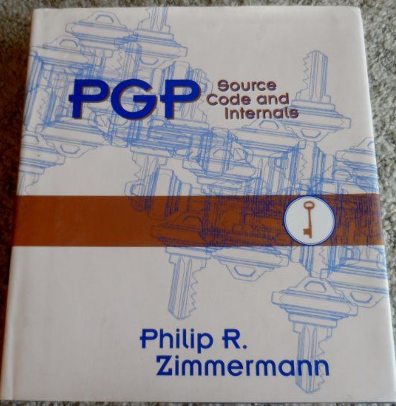 PGP
Source
Code and
Internals
Philip R.
Zimmermann